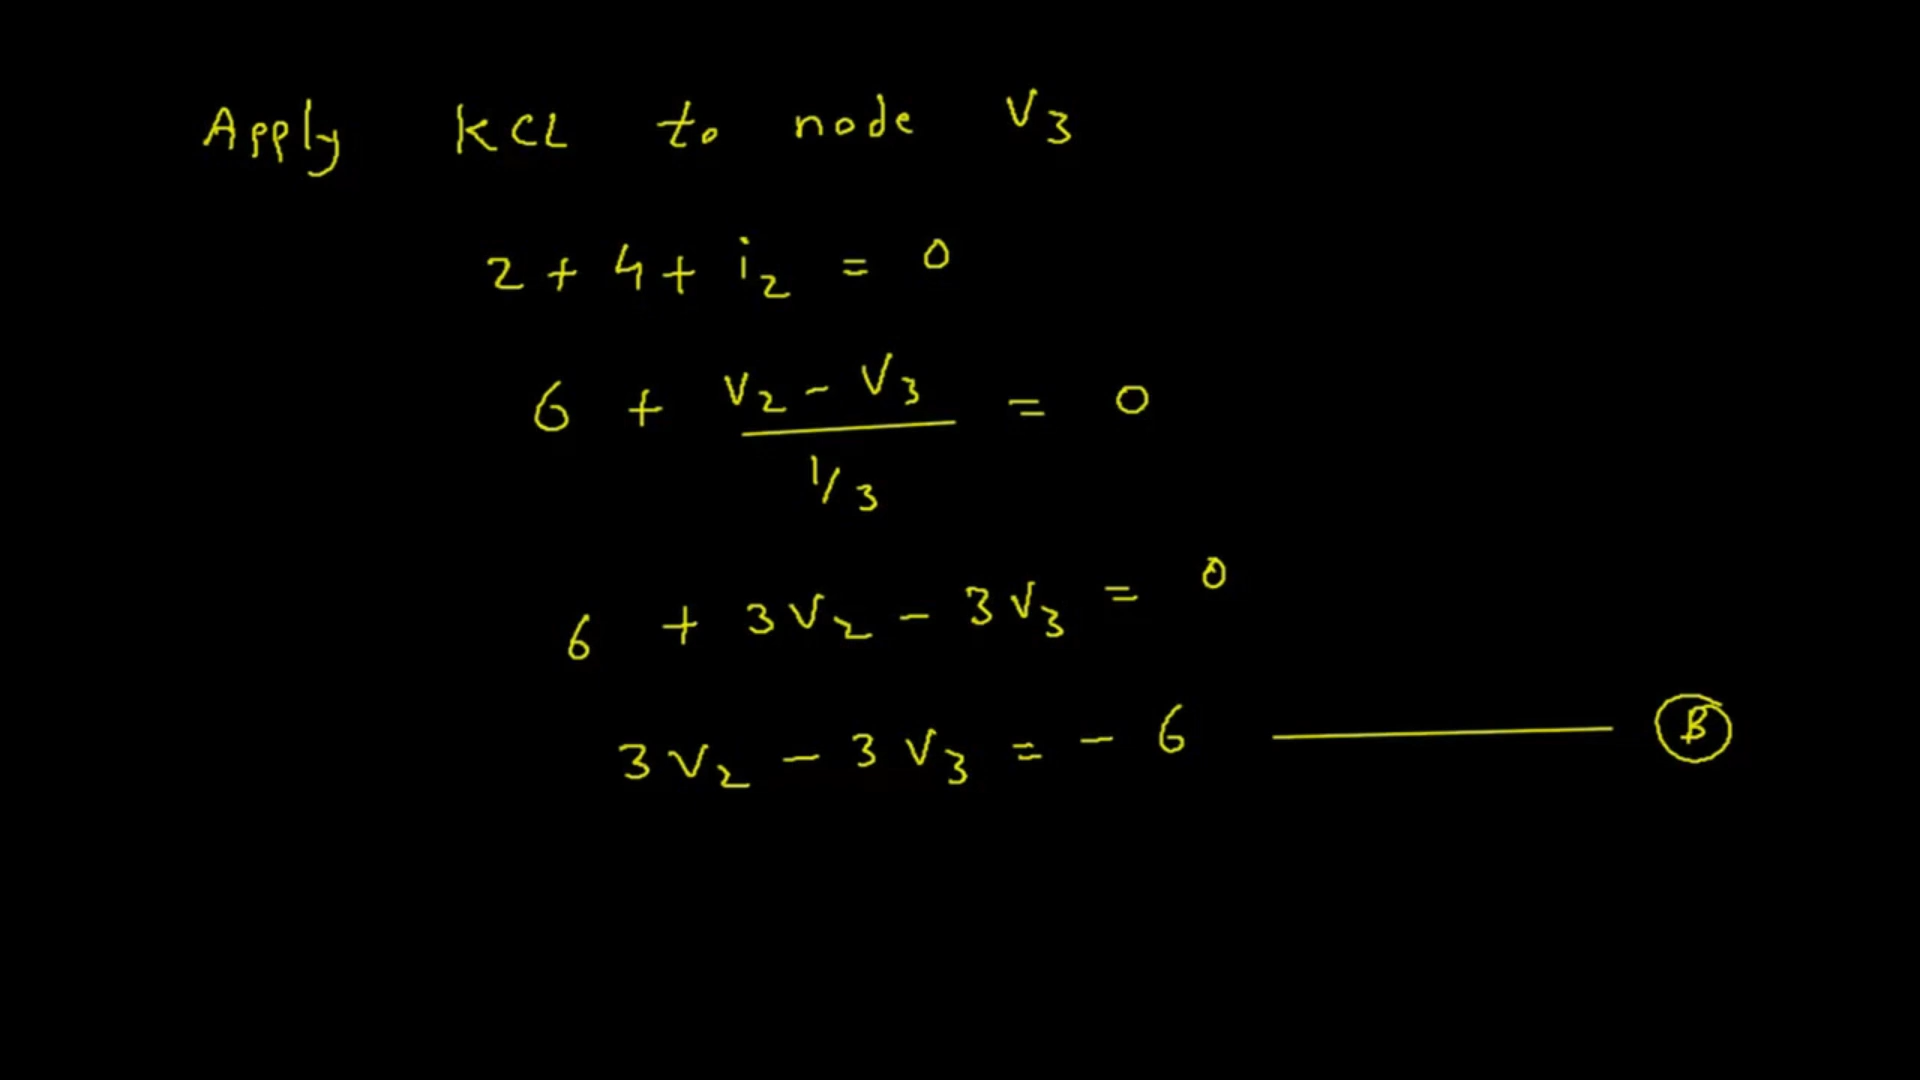 Apply KCL to node V3
2 + 4 + i2 = 0
6 + V2 - V3 / 1/3 = 0
6 + 3V2 - 3V3 = 0
3V2 - 3V3 = -6 ——— B